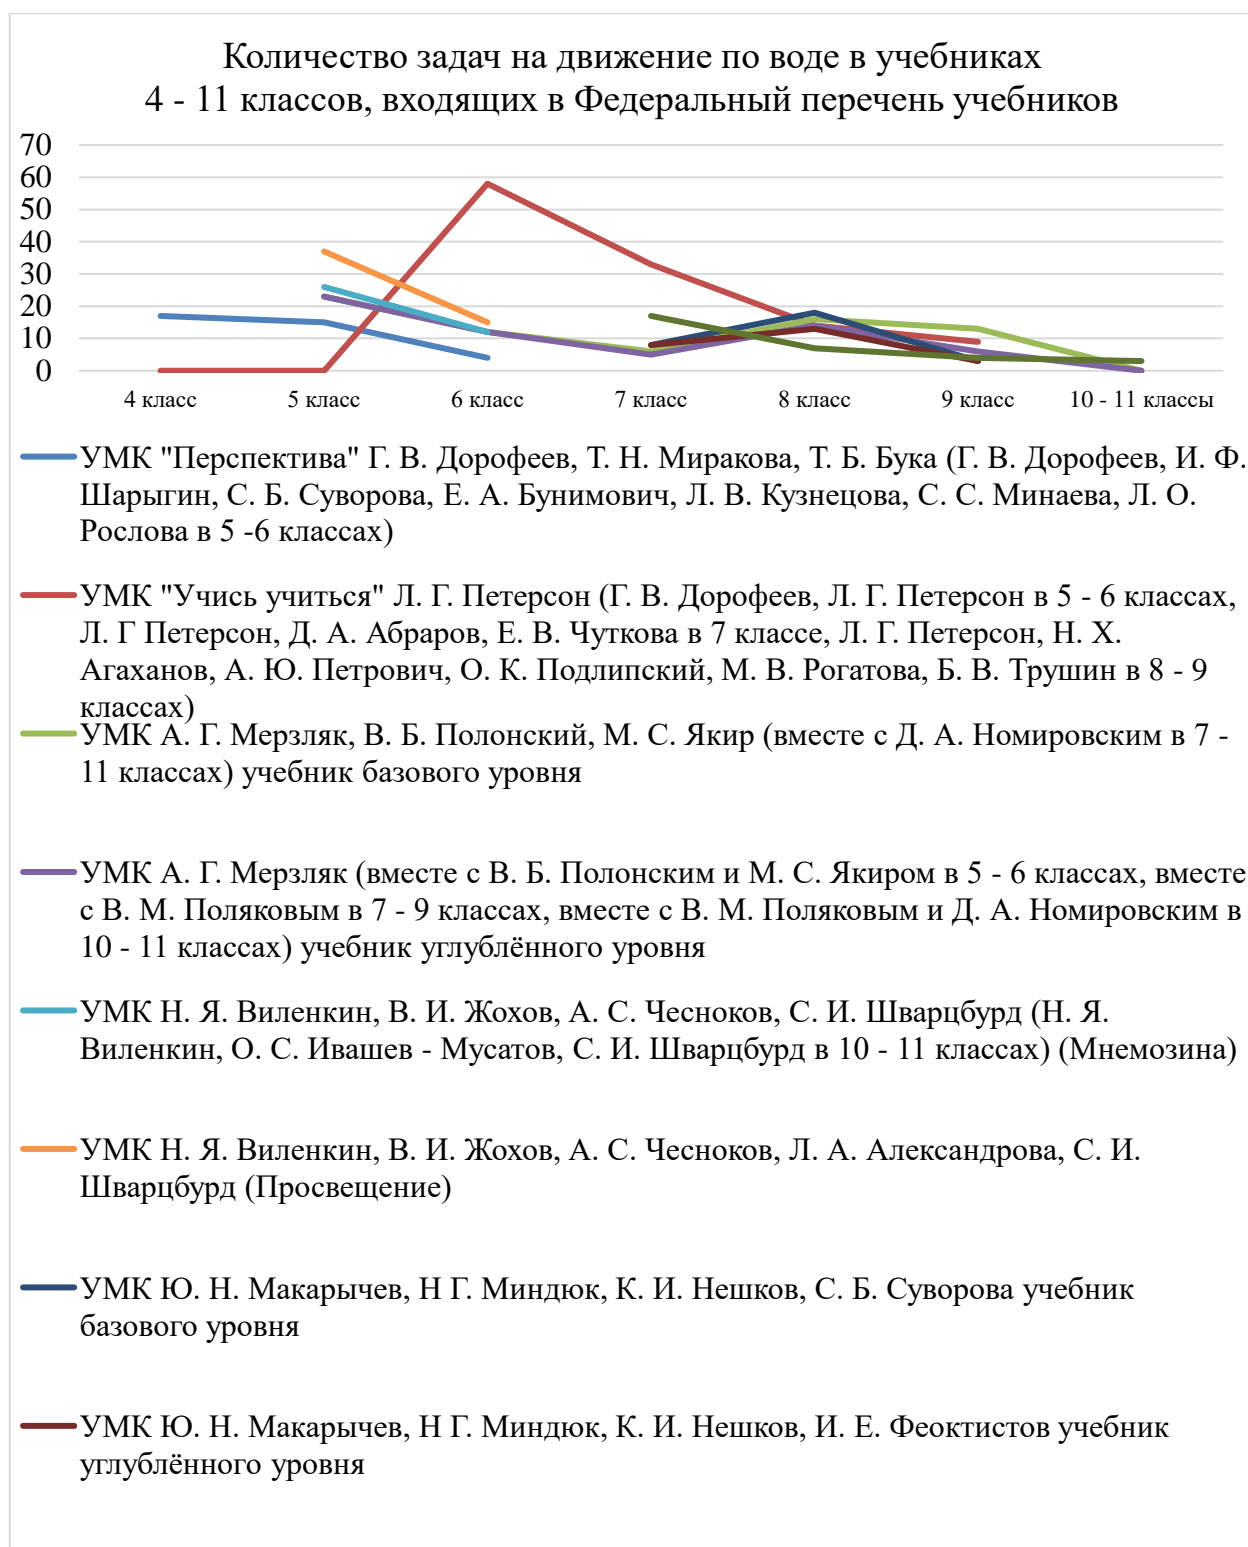 Количество задач на движение по воде в учебниках
4 - 11 классов, входящих в Федеральный перечень учебников
70
60
50
40
30
20
10
0
4 класс 5 класс 6 класс 7 класс 8 класс 9 класс 10 - 11 классы
УМК "Перспектива" Г. В. Дорофеев, Т. Н. Миракова, Т. Б. Бука (Г. В. Дорофеев, И. Ф.
Шарыгин, С. Б. Суворова, Е. А. Бунимович, Л. В. Кузнецова, С. С. Минаева, Л. О.
Рослова в 5 -6 классах)
УМК "Учись учиться" Л. Г. Петерсон (Г. В. Дорофеев, Л. Г. Петерсон в 5 - 6 классах,
Л. Г Петерсон, Д. А. Абраров, Е. В. Чуткова в 7 классе, Л. Г. Петерсон, Н. Х.
Агаханов, А. Ю. Петрович, О. К. Подлипский, М. В. Рогатова, Б. В. Трушин в 8 - 9
классах)
УМК А. Г. Мерзляк, В. Б. Полонский, М. С. Якир (вместе с Д. А. Номировским в 7 -
11 классах) учебник базового уровня
УМК А. Г. Мерзляк (вместе с В. Б. Полонским и М. С. Якиром в 5 - 6 классах, вместе
с В. М. Поляковым в 7 - 9 классах, вместе с В. М. Поляковым и Д. А. Номировским в
10 - 11 классах) учебник углублённого уровня
УМК Н. Я. Виленкин, В. И. Жохов, А. С. Чесноков, С. И. Шварцбурд (Н. Я.
Виленкин, О. С. Ивашев - Мусатов, С. И. Шварцбурд в 10 - 11 классах) (Мнемозина)
УМК Н. Я. Виленкин, В. И. Жохов, А. С. Чесноков, Л. А. Александрова, С. И.
Шварцбурд (Просвещение)
УМК Ю. Н. Макарычев, Н Г. Миндюк, К. И. Нешков, С. Б. Суворова учебник
базового уровня
УМК Ю. Н. Макарычев, Н Г. Миндюк, К. И. Нешков, И. Е. Феоктистов учебник
углублённого уровня